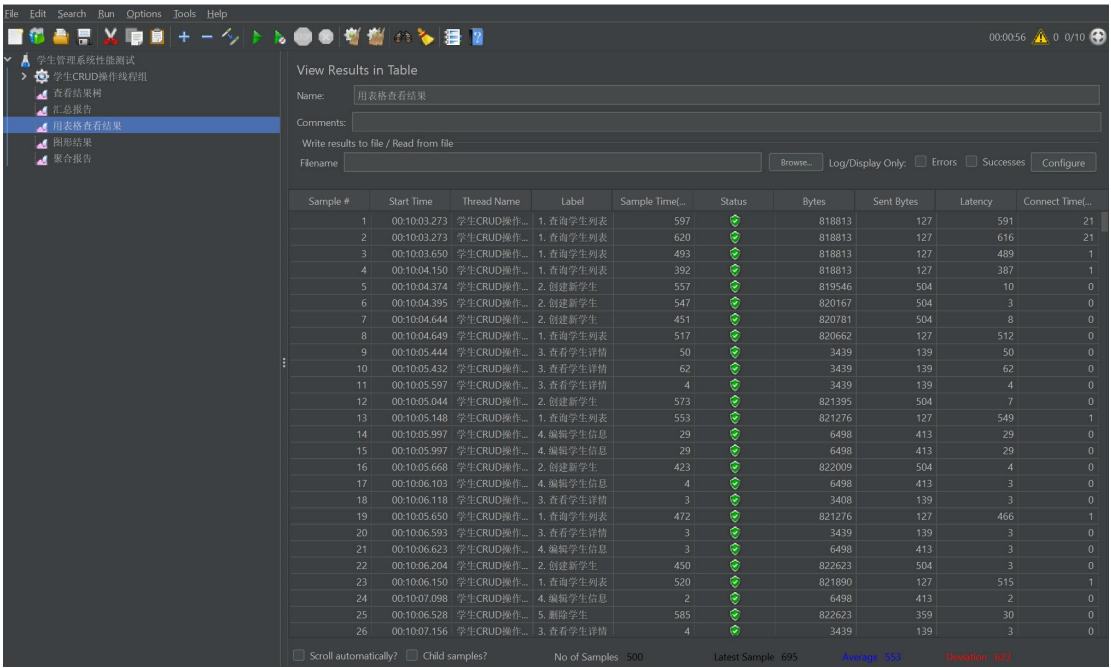 File Edit Search Run Options Tools Help
00:00:56 0 0/10
学生管理系统性能测试
学生CRUD操作线程组
查看结果树
汇总报告
用表格查看结果
图形结果
聚合报告
View Results in Table
Name: 用表格查看结果
Comments:
Write results to file / Read from file
Filename Browse... Log/Display Only: Errors Successes Configure
Sample # Start Time Thread Name Label Sample Time(... Status Bytes Sent Bytes Latency Connect Time(...
1 00:10:03.273 学生CRUD操作... 1. 查询学生列表 597 818813 127 591 21
2 00:10:03.273 学生CRUD操作... 1. 查询学生列表 620 818813 127 616 21
3 00:10:03.650 学生CRUD操作... 1. 查询学生列表 493 818813 127 489 1
4 00:10:04.150 学生CRUD操作... 1. 查询学生列表 392 818813 127 387 1
5 00:10:04.374 学生CRUD操作... 2. 创建新学生 557 819546 504 10 0
6 00:10:04.395 学生CRUD操作... 2. 创建新学生 547 820167 504 3 0
7 00:10:04.644 学生CRUD操作... 2. 创建新学生 451 820781 504 8 0
8 00:10:04.649 学生CRUD操作... 1. 查询学生列表 517 820662 127 512 0
9 00:10:05.444 学生CRUD操作... 3. 查看学生详情 50 3439 139 50 0
10 00:10:05.432 学生CRUD操作... 3. 查看学生详情 62 3439 139 62 0
11 00:10:05.597 学生CRUD操作... 3. 查看学生详情 4 3439 139 4 0
12 00:10:05.044 学生CRUD操作... 2. 创建新学生 573 821395 504 7 0
13 00:10:05.148 学生CRUD操作... 1. 查询学生列表 553 821276 127 549 1
14 00:10:05.997 学生CRUD操作... 4. 编辑学生信息 29 6498 413 29 0
15 00:10:05.997 学生CRUD操作... 4. 编辑学生信息 29 6498 413 29 0
16 00:10:05.668 学生CRUD操作... 2. 创建新学生 423 822009 504 4 0
17 00:10:06.103 学生CRUD操作... 4. 编辑学生信息 4 6498 413 3 0
18 00:10:06.118 学生CRUD操作... 3. 查看学生详情 3 3408 139 3 0
19 00:10:05.650 学生CRUD操作... 1. 查询学生列表 472 821276 127 466 1
20 00:10:06.593 学生CRUD操作... 3. 查看学生详情 3 3439 139 3 0
21 00:10:06.623 学生CRUD操作... 4. 编辑学生信息 3 6498 413 3 0
22 00:10:06.204 学生CRUD操作... 2. 创建新学生 450 822623 504 3 0
23 00:10:06.150 学生CRUD操作... 1. 查询学生列表 520 821890 127 515 1
24 00:10:07.098 学生CRUD操作... 4. 编辑学生信息 2 6498 413 2 0
25 00:10:06.528 学生CRUD操作... 5. 删除学生 585 822623 359 30 0
26 00:10:07.156 学生CRUD操作... 3. 查看学生详情 4 3439 139 3 0
Scroll automatically? Child samples? No of Samples 500 Latest Sample 695 Average 553 Deviation 672